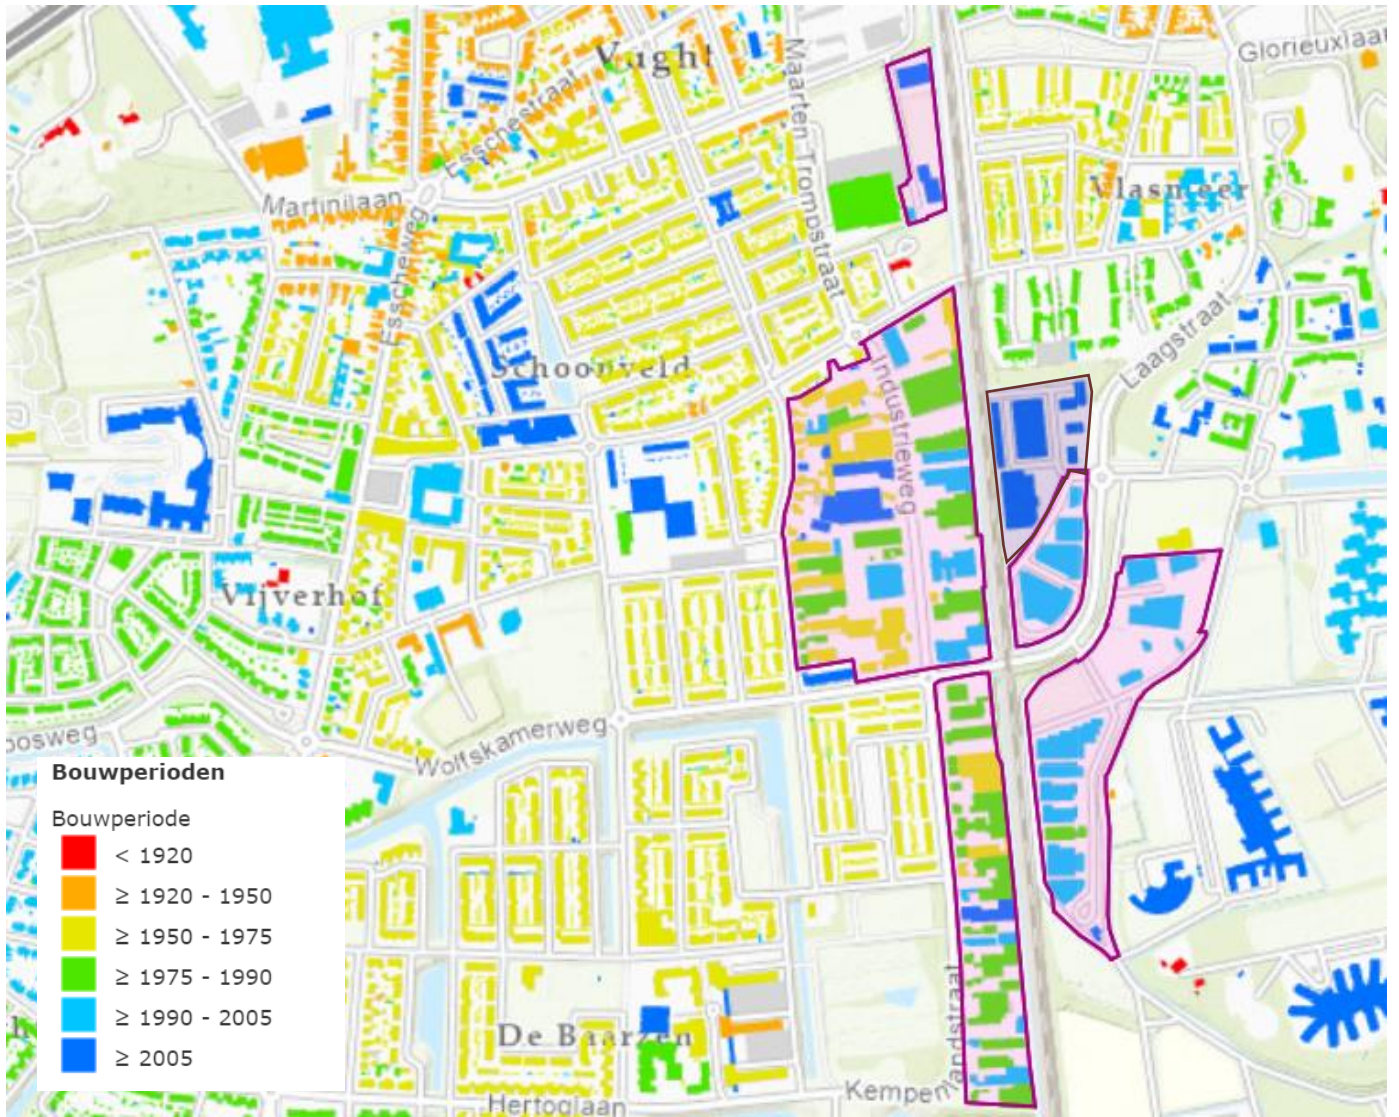 Vught
Glorieuxlaan
Maarten Trompstraat
Esschestraat
Vlasmeer
Martinilaan
Esscheweg
Laagstraat
Schoonveld
Industrieweg
Vijverhof
Wolfskamerweg
bosweg
Bouwperioden
Bouwperiode
< 1920
≥ 1920 - 1950
≥ 1950 - 1975
≥ 1975 - 1990
≥ 1990 - 2005
≥ 2005
h
De Baarzen
Kempenlandstraat
Hertoglaan